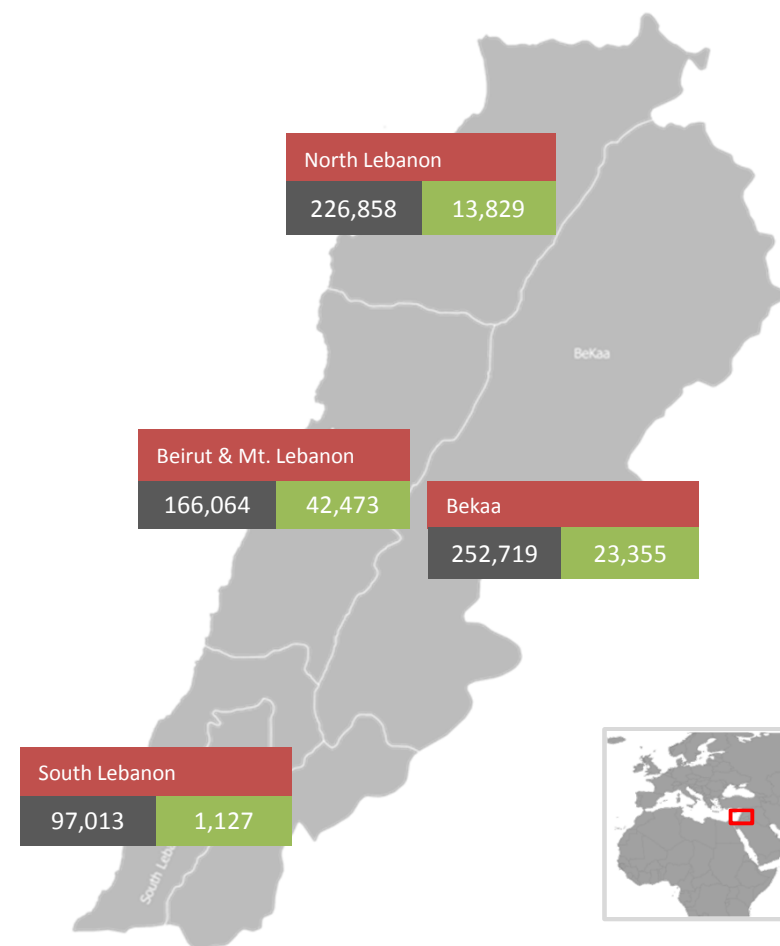 North Lebanon
226,858 13,829
BeKaa
Beirut & Mt. Lebanon
166,064 42,473
Bekaa
252,719 23,355
South Lebanon
97,013 1,127
South